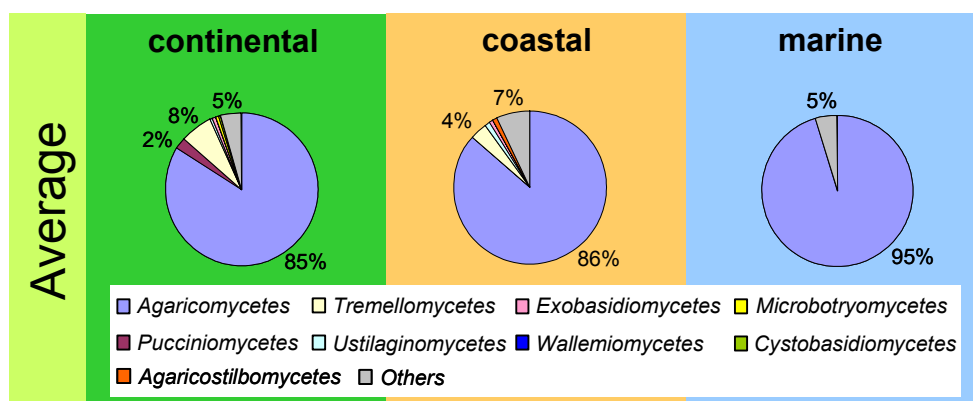 continental
coastal
marine
Average
5%
8%
2%
85%
7%
4%
86%
5%
95%
Agaricomycetes Tremellomycetes Exobasidiomycetes Microbotryomycetes
Pucciniomycetes Ustilaginomycetes Wallemiomycetes Cystobasidiomycetes
Agaricostilbomycetes Others